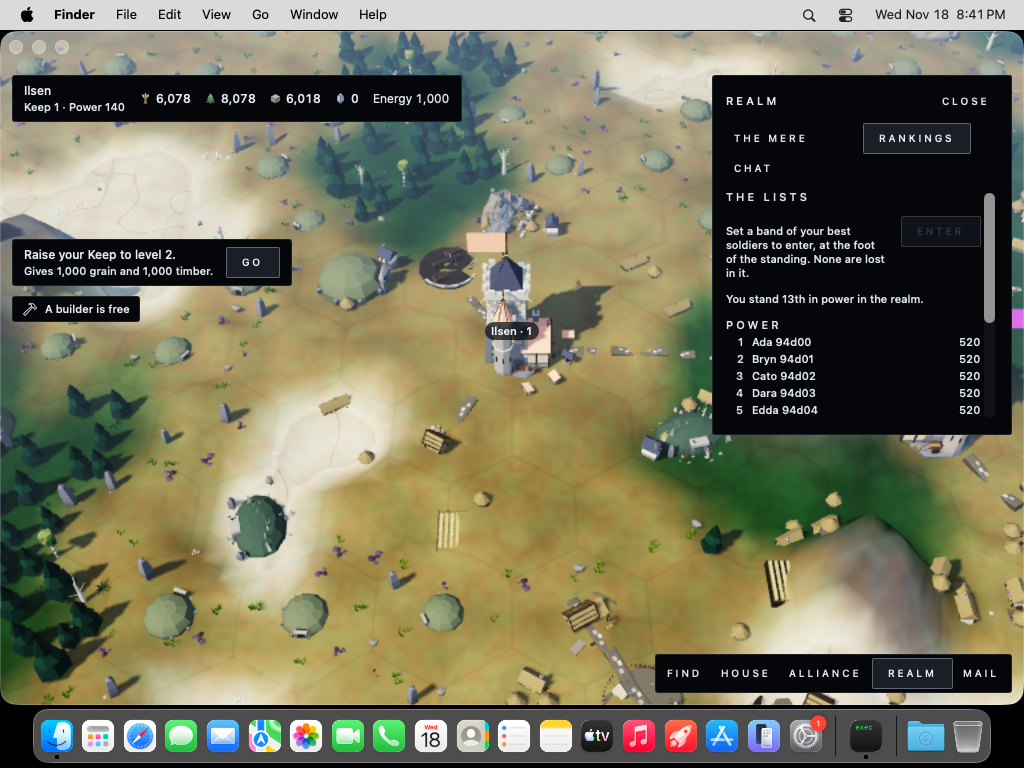 Finder File Edit View Go Window Help Wed Nov 18 8:41 PM
Ilsen
Keep 1 · Power 140
6,078 8,078 6,018 0 Energy 1,000
REALM CLOSE
THE MERE RANKINGS
CHAT
THE LISTS
Set a band of your best
soldiers to enter, at the foot
of the standing. None are lost
in it.
ENTER
You stand 13th in power in the realm.
POWER
1 Ada 94d00 520
2 Bryn 94d01 520
3 Cato 94d02 520
4 Dara 94d03 520
5 Edda 94d04 520
Raise your Keep to level 2.
Gives 1,000 grain and 1,000 timber.
GO
A builder is free
Ilsen · 1
FIND HOUSE ALLIANCE REALM MAIL
Wed
18
tv
1
exec